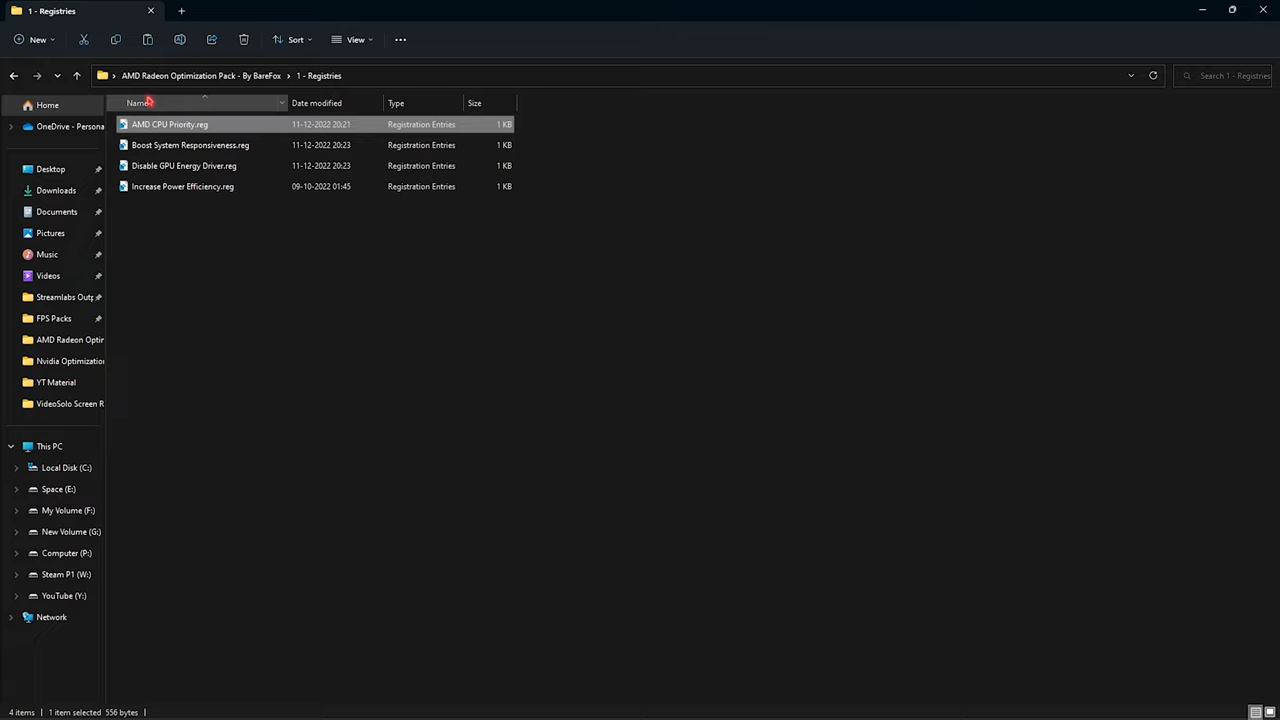 1 - Registries
New
Sort
View
AMD Radeon Optimization Pack - By BareFox
1 - Registries
Search 1 - Registries
Name
Date modified
Type
Size
AMD CPU Priority.reg 11-12-2022 20:21 Registration Entries 1 KB
Boost System Responsiveness.reg 11-12-2022 20:23 Registration Entries 1 KB
Disable GPU Energy Driver.reg 11-12-2022 20:23 Registration Entries 1 KB
Increase Power Efficiency.reg 09-10-2022 01:45 Registration Entries 1 KB
Home
OneDrive - Persona
Desktop
Downloads
Documents
Pictures
Music
Videos
Streamlabs Outp
FPS Packs
AMD Radeon Optir
Nvidia Optimization
YT Material
VideoSolo Screen R
This PC
Local Disk (C:)
Space (E:)
My Volume (F:)
New Volume (G:)
Computer (P:)
Steam P1 (W:)
YouTube (Y:)
Network
4 items
1 item selected 556 bytes